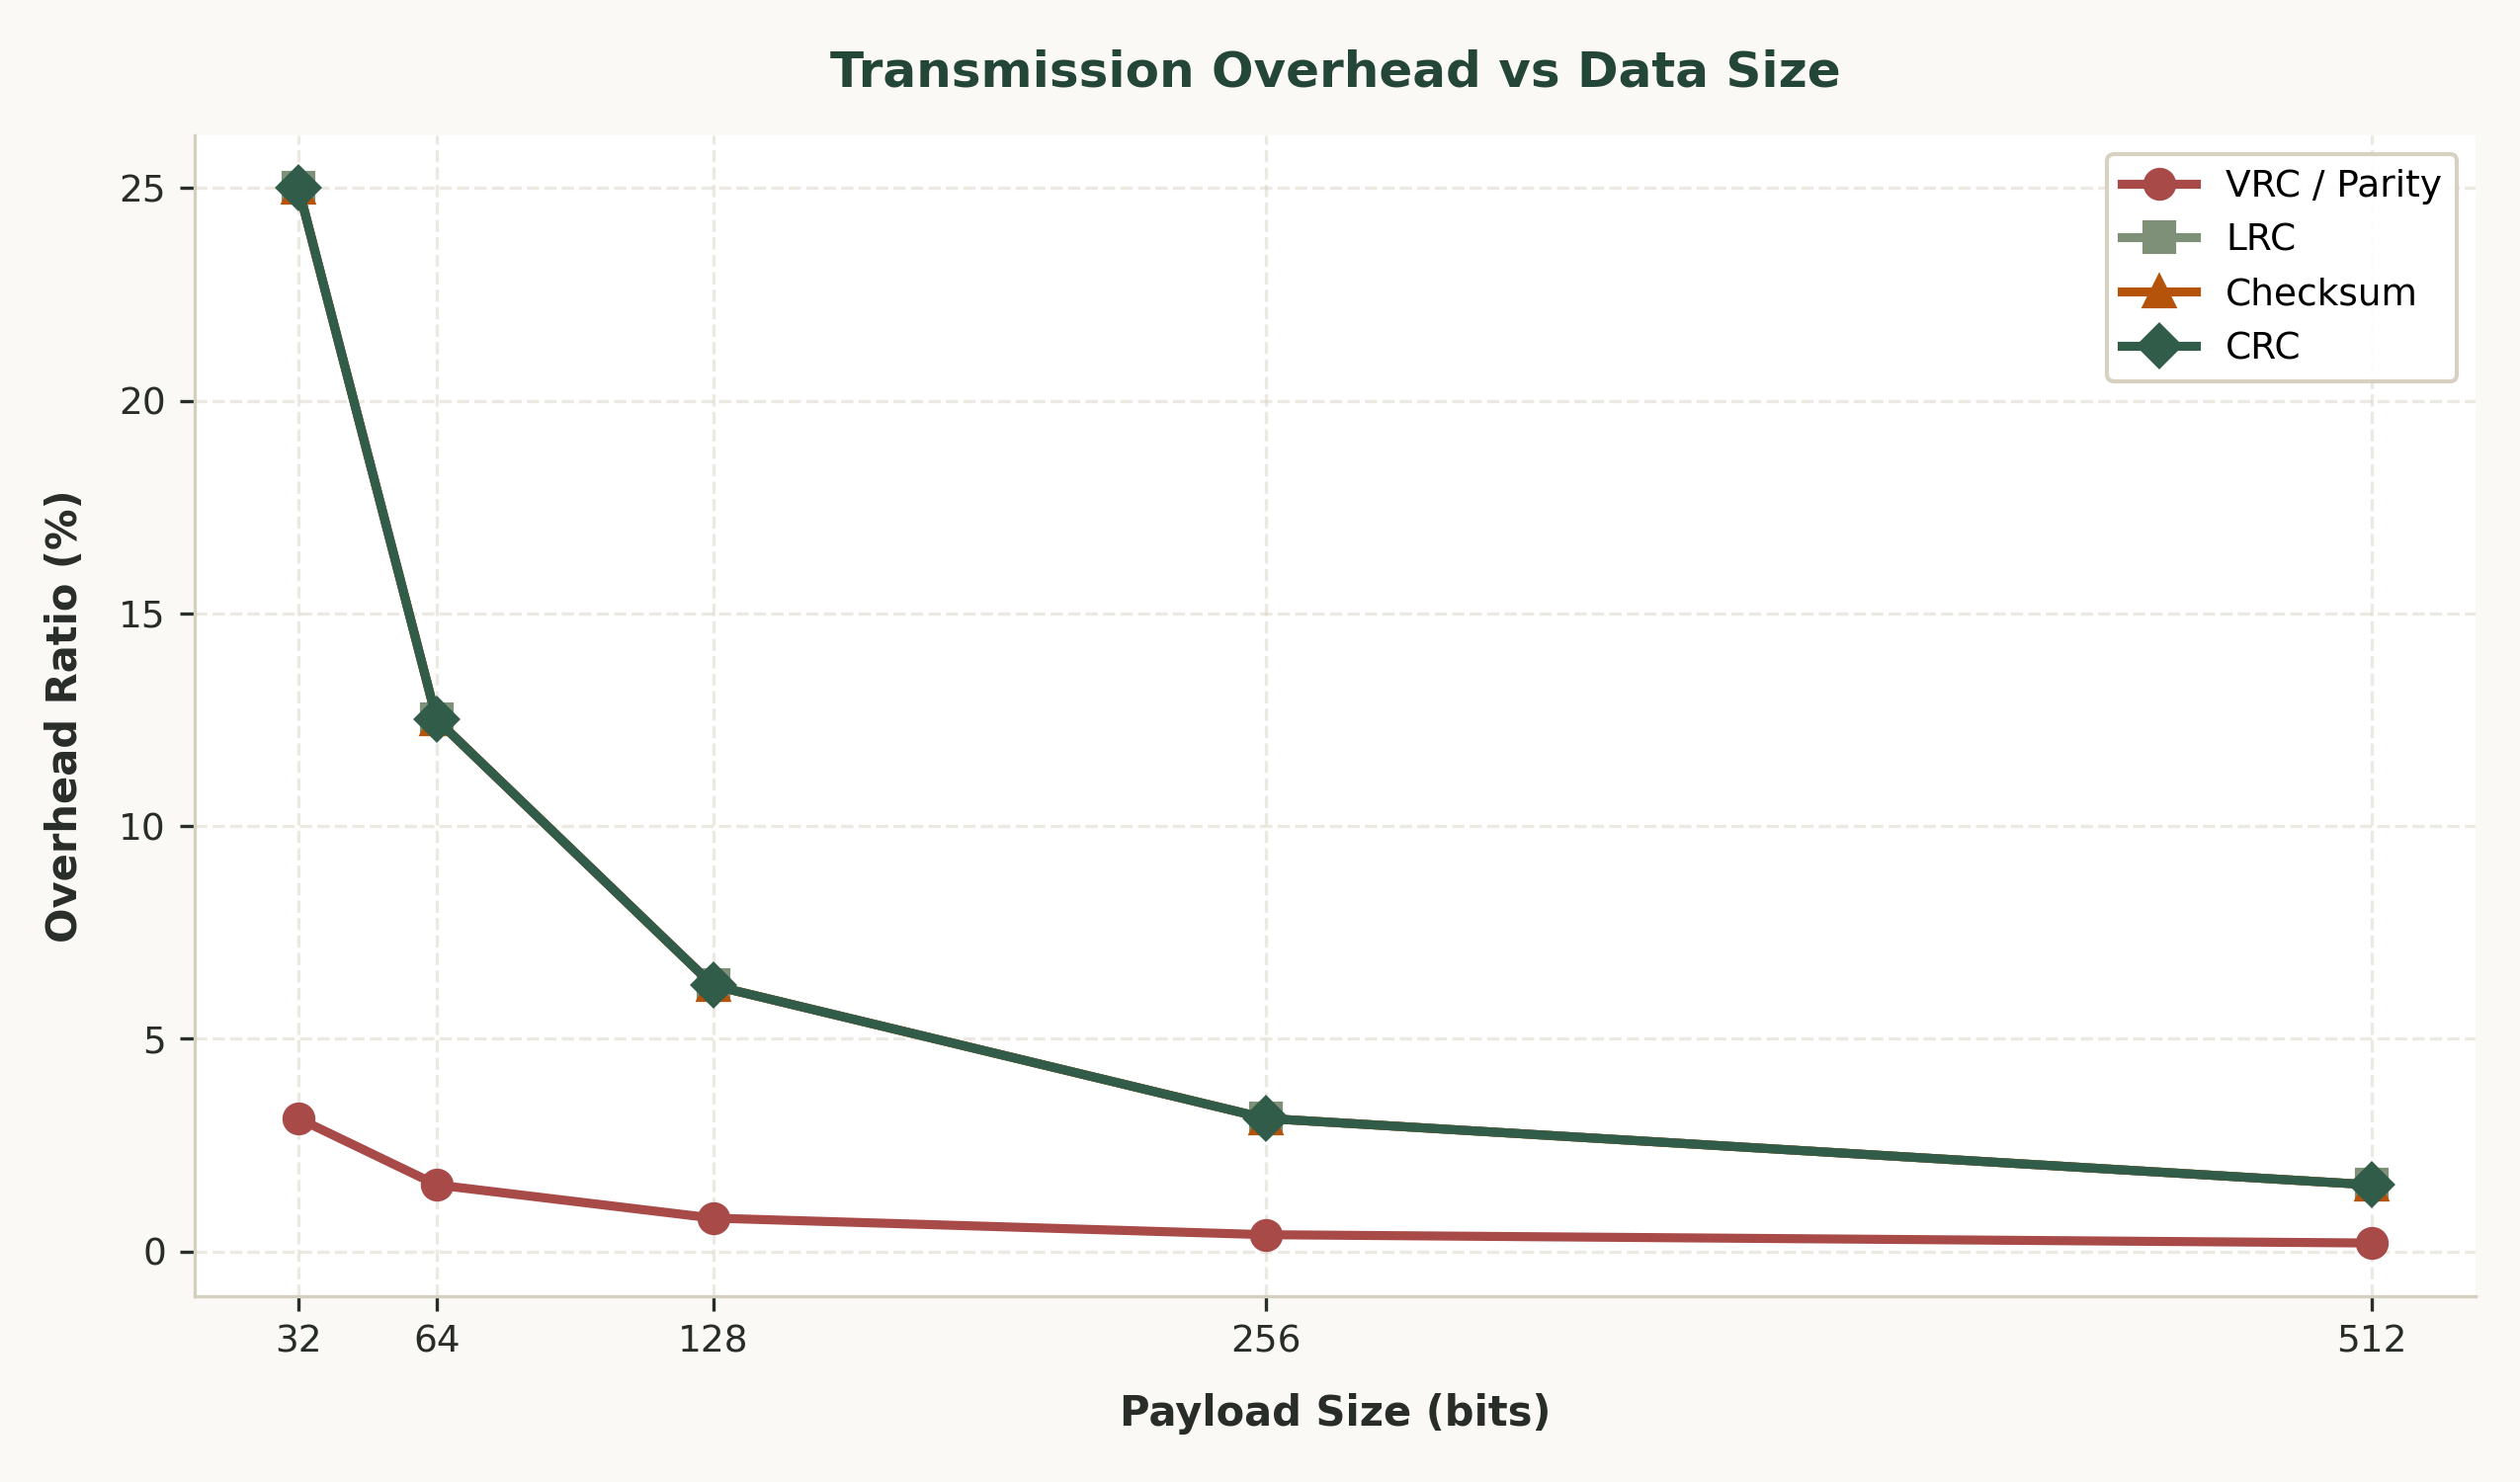 Transmission Overhead vs Data Size
Overhead Ratio (%)
25
20
15
10
5
0
VRC / Parity
LRC
Checksum
CRC
32 64 128 256 512
Payload Size (bits)